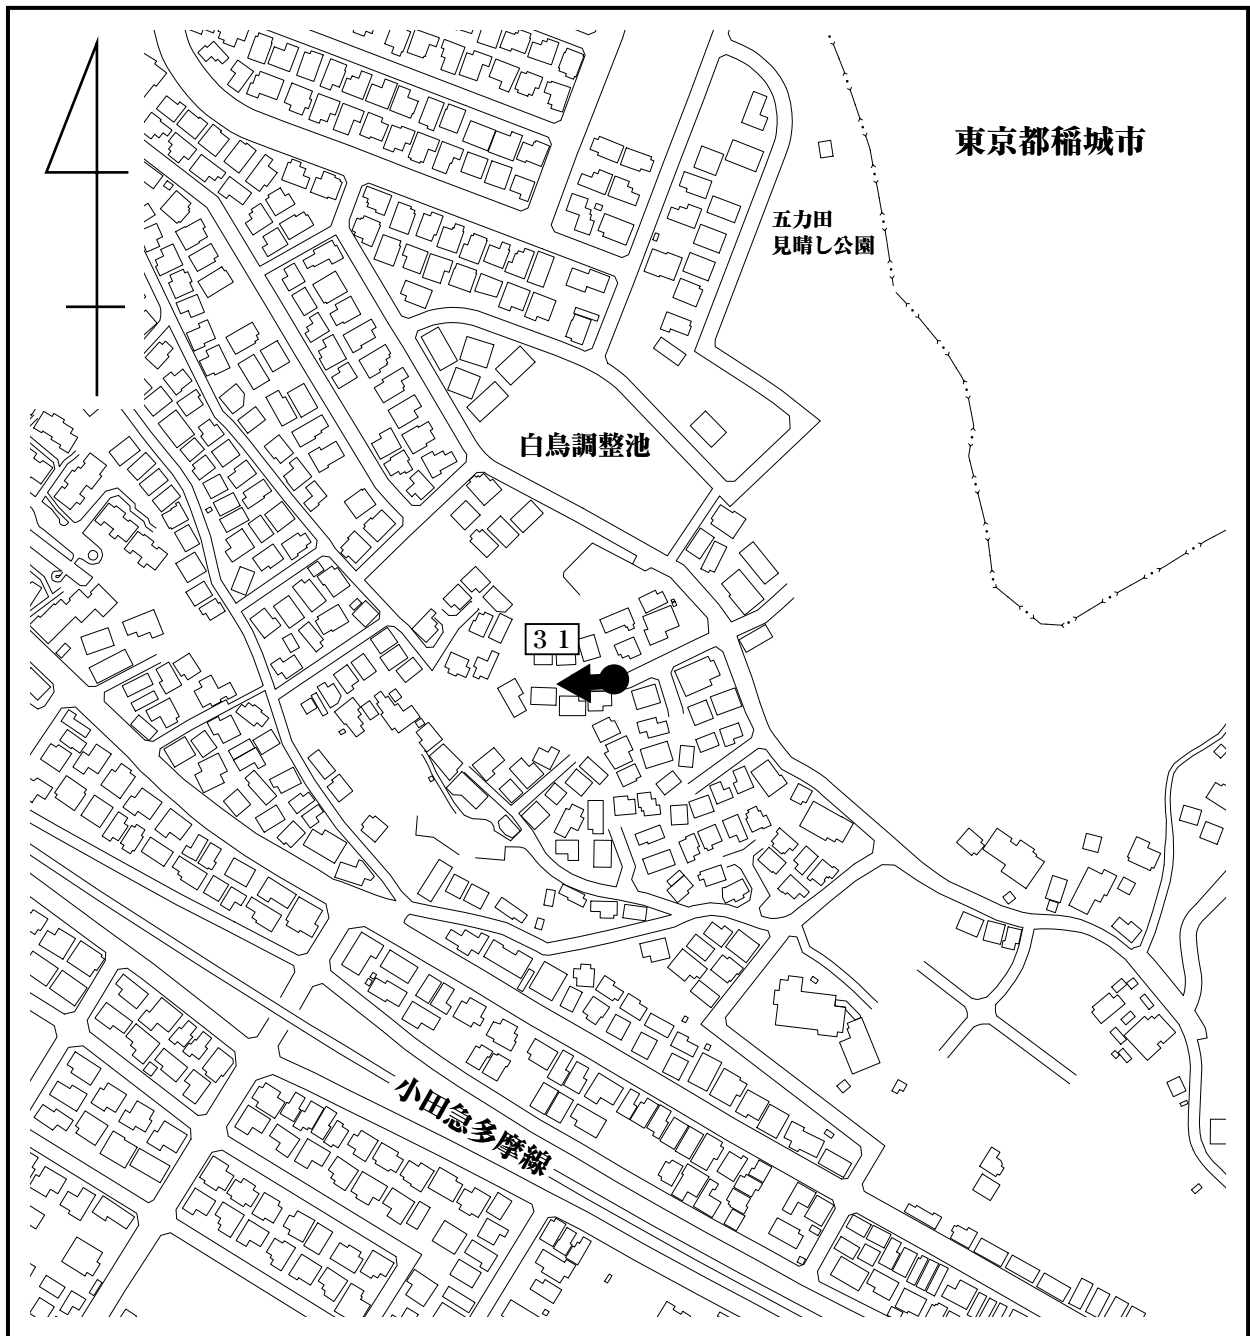 東京都稲城市
五力田
見晴し公園
白鳥調整池
31
小田急多摩線